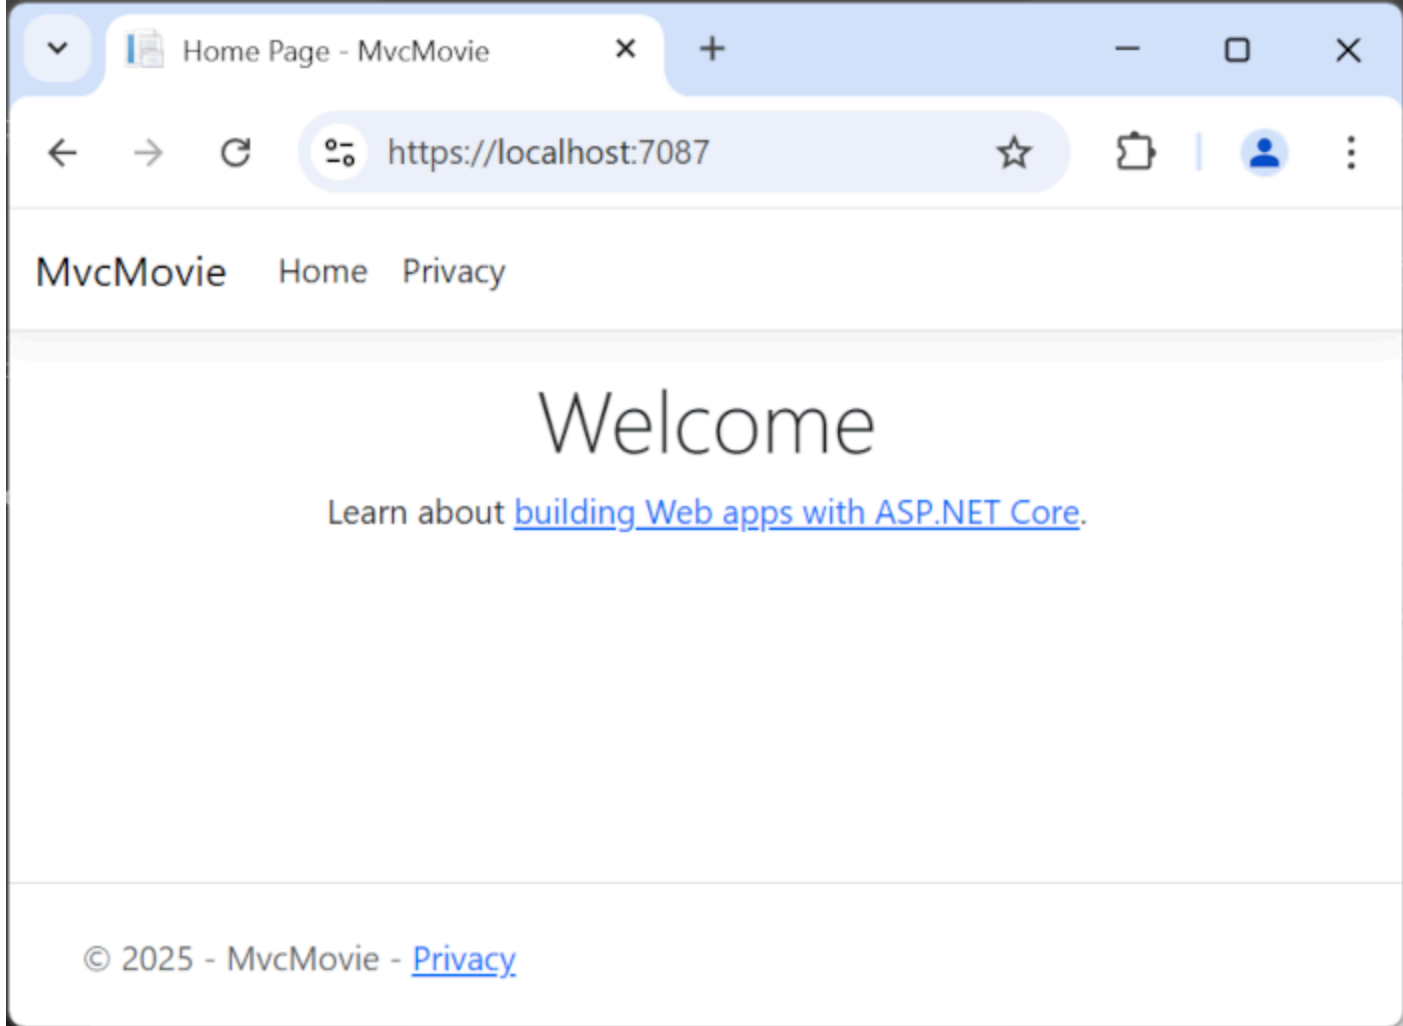 Home Page - MvcMovie
https://localhost:7087
MvcMovie Home Privacy
Welcome
Learn about building Web apps with ASP.NET Core.
© 2025 - MvcMovie - Privacy